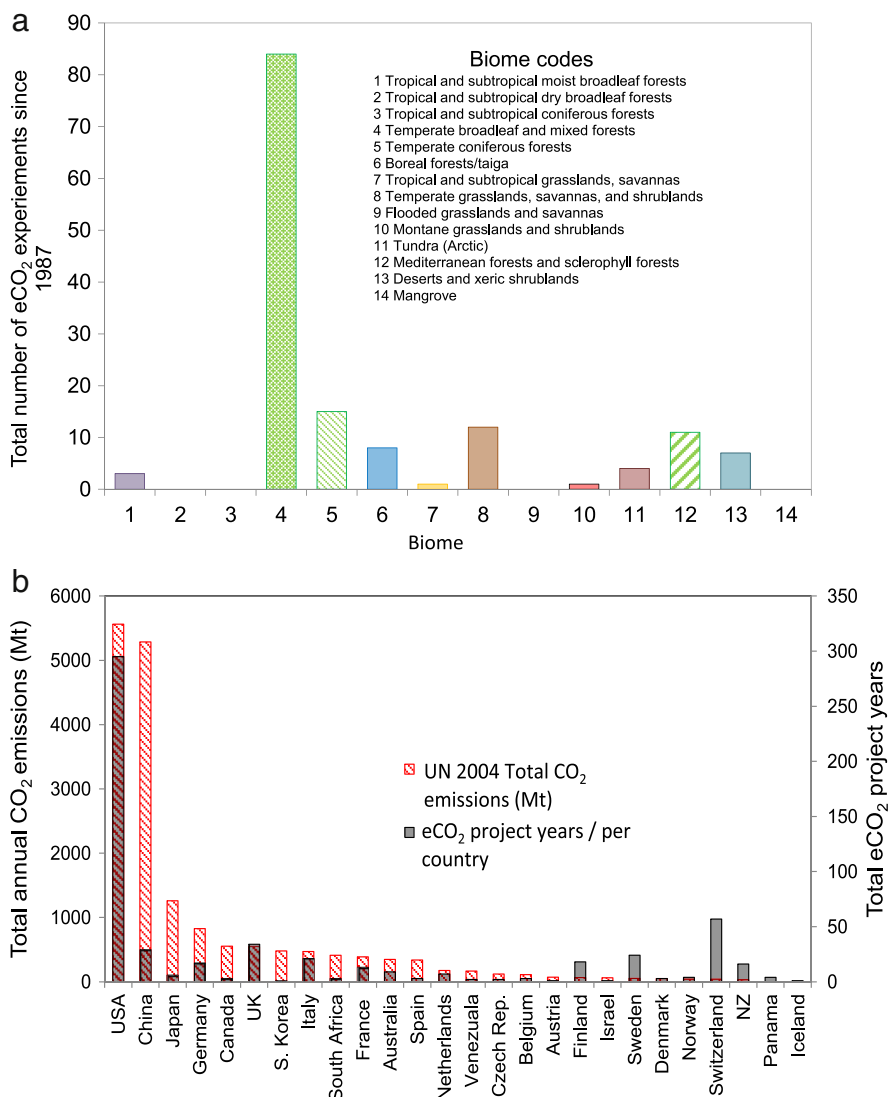 a
Total number of eCO2 experiements since
1987
90
80
70
60
50
40
30
20
10
0
Biome codes
1 Tropical and subtropical moist broadleaf forests
2 Tropical and subtropical dry broadleaf forests
3 Tropical and subtropical coniferous forests
4 Temperate broadleaf and mixed forests
5 Temperate coniferous forests
6 Boreal forests/taiga
7 Tropical and subtropical grasslands, savannas
8 Temperate grasslands, savannas, and shrublands
9 Flooded grasslands and savannas
10 Montane grasslands and shrublands
11 Tundra (Arctic)
12 Mediterranean forests and sclerophyll forests
13 Deserts and xeric shrublands
14 Mangrove
1 2 3 4 5 6 7 8 9 10 11 12 13 14
Biome
b
Total annual CO2 emissions (Mt)
6000
5000
4000
3000
2000
1000
0
UN 2004 Total CO2
emissions (Mt)
eCO2 project years / per
country
350
300
250
200
150
100
50
0
Total eCO2 project years
USA
China
Japan
Germany
Canada
UK
S. Korea
Italy
South Africa
France
Australia
Spain
Netherlands
Venezuala
Czech Rep.
Belgium
Austria
Finland
Israel
Sweden
Denmark
Norway
Switzerland
NZ
Panama
Iceland